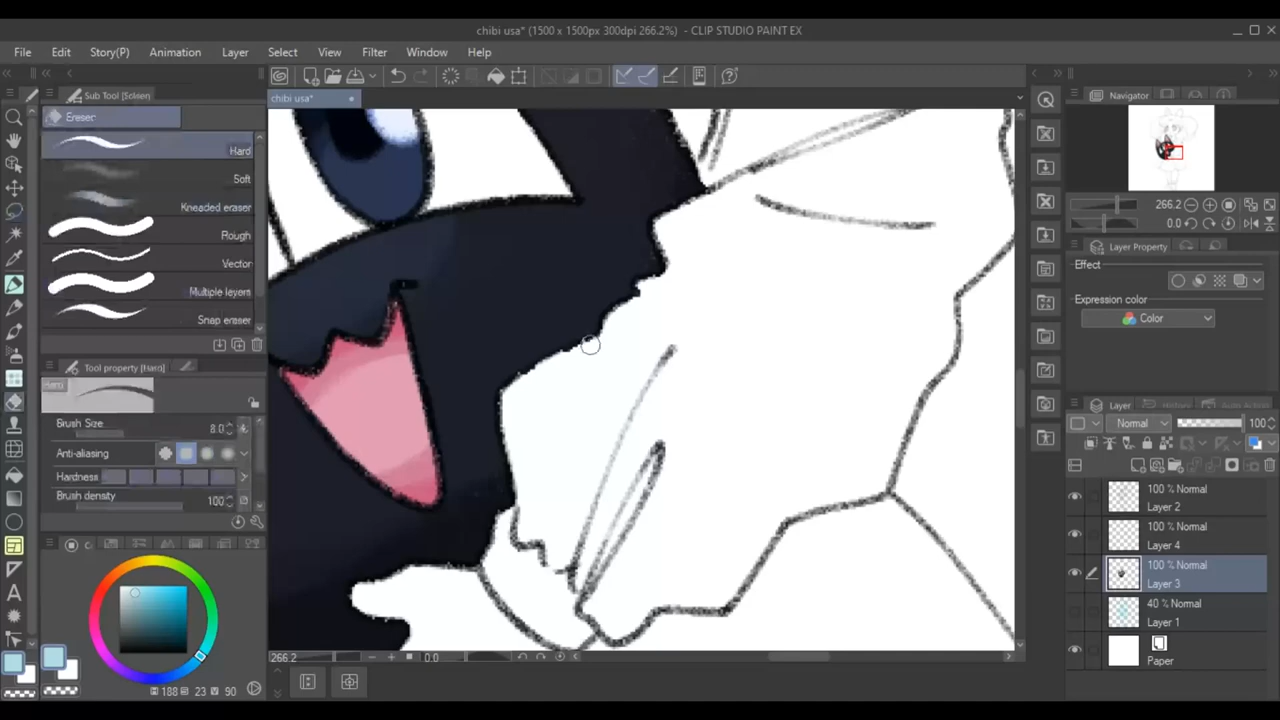 chibi usa* (1500 x 1500px 300dpi 266.2%) - CLIP STUDIO PAINT EX
File Edit Story(P) Animation Layer Select View Filter Window Help
Sub Tool [Eraser]
chibi usa*
Navigator
Eraser
Hard
Soft
Kneaded eraser
Rough
Vector
Multiple layers
Snap eraser
266.2
0.0
Layer Property
Effect
Expression color
Color
Tool property [Hard]
Hard
Brush Size 8.0
Anti-aliasing
Hardness
Brush density 100
Layer History Auto Action
Normal 100
100 % Normal
Layer 2
100 % Normal
Layer 4
100 % Normal
Layer 3
40 % Normal
Layer 1
Paper
266.2 0.0
H 188 S 23 V 90